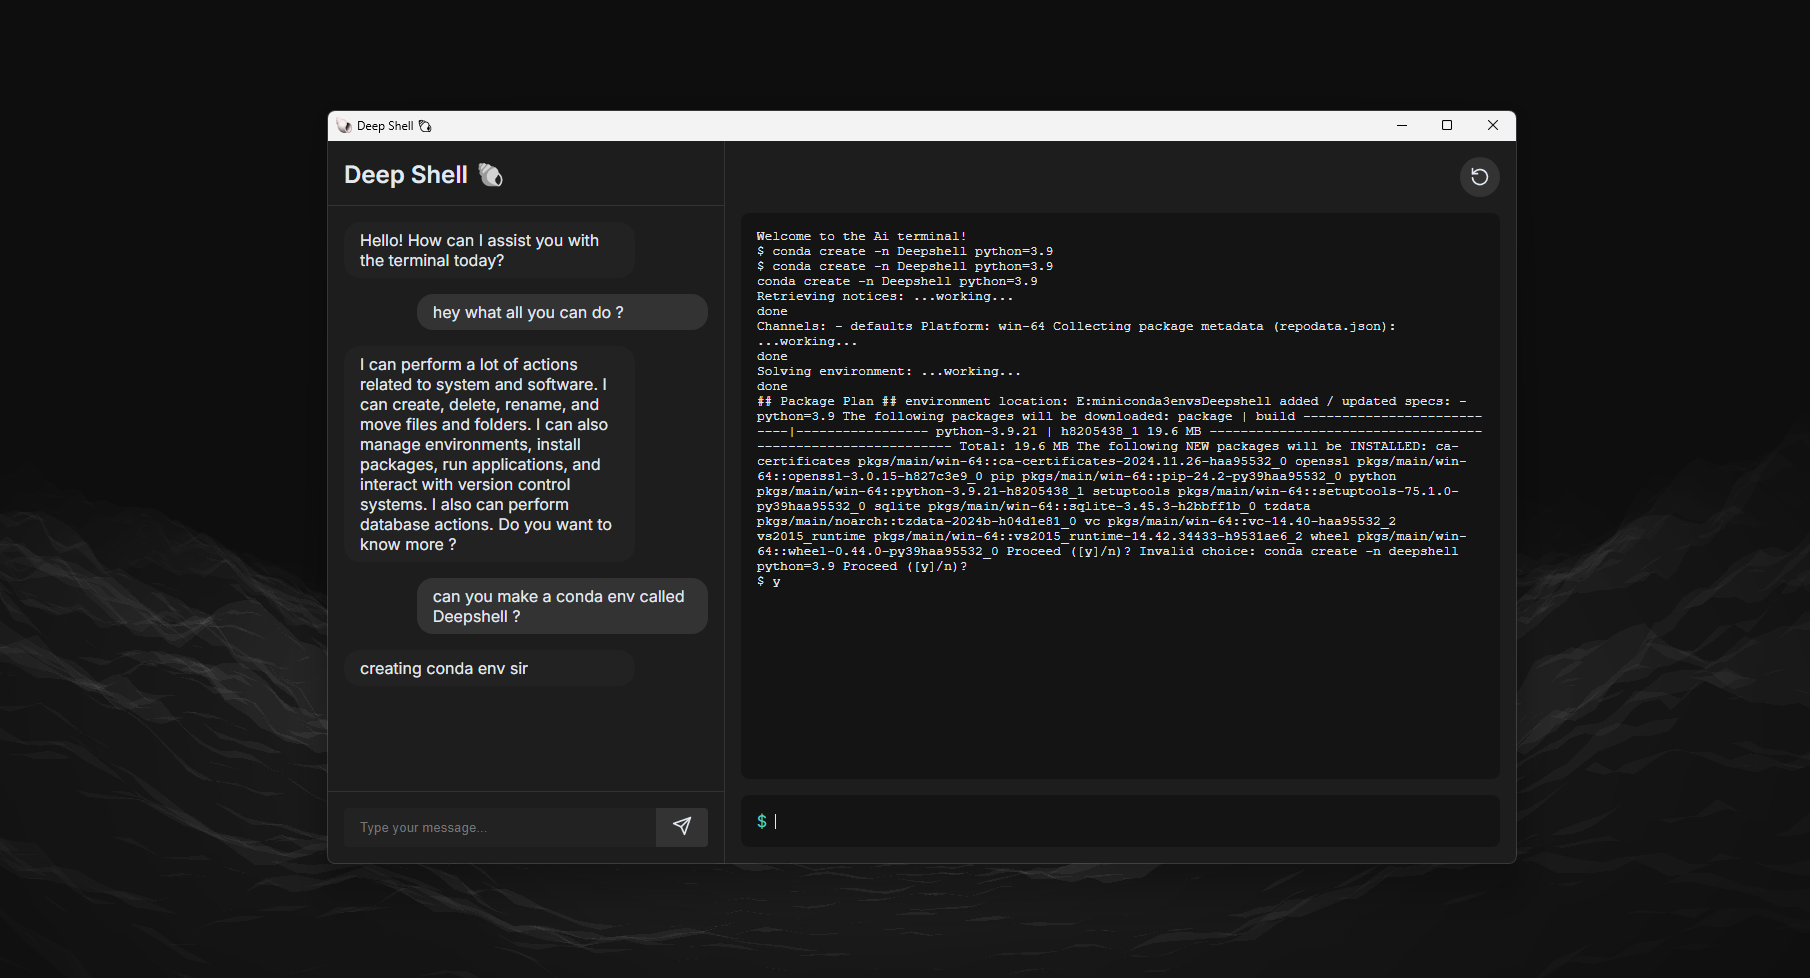 Deep Shell
Deep Shell
Hello! How can I assist you with
the terminal today?
hey what all you can do ?
I can perform a lot of actions
related to system and software. I
can create, delete, rename, and
move files and folders. I can also
manage environments, install
packages, run applications, and
interact with version control
systems. I also can perform
database actions. Do you want to
know more ?
can you make a conda env called
Deepshell ?
creating conda env sir
Type your message...
Welcome to the Ai terminal!
$ conda create -n Deepshell python=3.9
$ conda create -n Deepshell python=3.9
conda create -n Deepshell python=3.9
Retrieving notices: ...working...
done
Channels: - defaults Platform: win-64 Collecting package metadata (repodata.json):
...working...
done
Solving environment: ...working...
done
## Package Plan ## environment location: E:miniconda3envsDeepshell added / updated specs: -
python=3.9 The following packages will be downloaded: package | build -----------------------
----|----------------- python-3.9.21 | h8205438_1 19.6 MB -----------------------------------
------------------------- Total: 19.6 MB The following NEW packages will be INSTALLED: ca-
certificates pkgs/main/win-64::ca-certificates-2024.11.26-haa95532_0 openssl pkgs/main/win-
64::openssl-3.0.15-h827c3e9_0 pip pkgs/main/win-64::pip-24.2-py39haa95532_0 python
pkgs/main/win-64::python-3.9.21-h8205438_1 setuptools pkgs/main/win-64::setuptools-75.1.0-
py39haa95532_0 sqlite pkgs/main/win-64::sqlite-3.45.3-h2bbff1b_0 tzdata
pkgs/main/noarch::tzdata-2024b-h04d1e81_0 vc pkgs/main/win-64::vc-14.40-haa95532_2
vs2015_runtime pkgs/main/win-64::vs2015_runtime-14.42.34433-h9531ae6_2 wheel pkgs/main/win-
64::wheel-0.44.0-py39haa95532_0 Proceed ([y]/n)? Invalid choice: conda create -n deepshell
python=3.9 Proceed ([y]/n)?
$ y
$